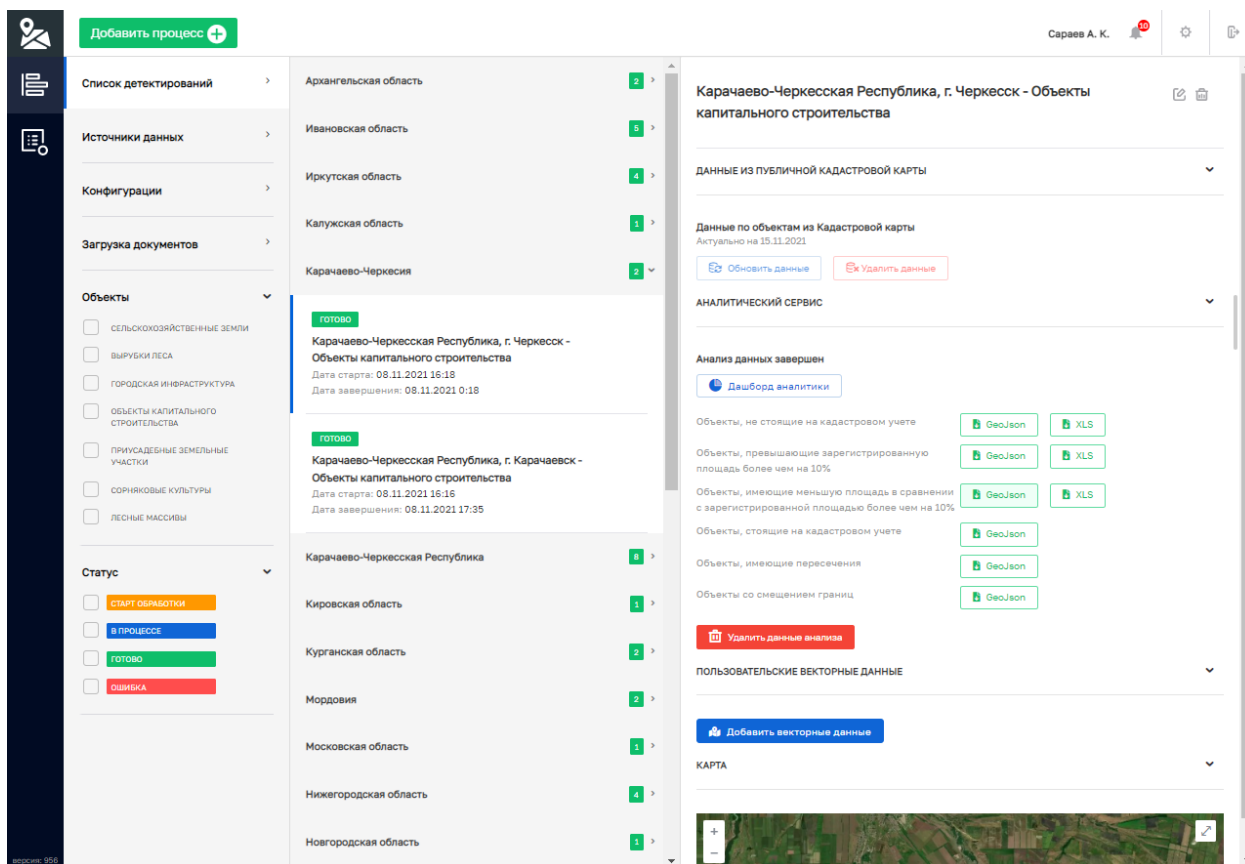 Добавить процесс
Сараев А. К.
10
Список детектирований
Источники данных
Конфигурации
Загрузка документов
Объекты
СЕЛЬСКОХОЗЯЙСТВЕННЫЕ ЗЕМЛИ
ВЫРУБКИ ЛЕСА
ГОРОДСКАЯ ИНФРАСТРУКТУРА
ОБЪЕКТЫ КАПИТАЛЬНОГО
СТРОИТЕЛЬСТВА
ПРИУСАДЕБНЫЕ ЗЕМЕЛЬНЫЕ
УЧАСТКИ
СОРНЯКОВЫЕ КУЛЬТУРЫ
ЛЕСНЫЕ МАССИВЫ
Статус
СТАРТ ОБРАБОТКИ
В ПРОЦЕССЕ
ГОТОВО
ОШИБКА
версия: 956
Архангельская область 2
Ивановская область 5
Иркутская область 4
Калужская область 1
Карачаево-Черкесия 2
ГОТОВО
Карачаево-Черкесская Республика, г. Черкесск -
Объекты капитального строительства
Дата старта: 08.11.2021 16:18
Дата завершения: 08.11.2021 0:18
ГОТОВО
Карачаево-Черкесская Республика, г. Карачаевск -
Объекты капитального строительства
Дата старта: 08.11.2021 16:16
Дата завершения: 08.11.2021 17:35
Карачаево-Черкесская Республика
Кировская область 1
Курганская область 2
Мордовия 2
Московская область 1
Нижегородская область 4
Новгородская область 1
Карачаево-Черкесская Республика, г. Черкесск - Объекты
капитального строительства
ДАННЫЕ ИЗ ПУБЛИЧНОЙ КАДАСТРОВОЙ КАРТЫ
Данные по объектам из Кадастровой карты
Актуально на 15.11.2021
Обновить данные Удалить данные
АНАЛИТИЧЕСКИЙ СЕРВИС
Анализ данных завершен
Дашборд аналитики
Объекты, не стоящие на кадастровом учете GeoJson XLS
Объекты, превышающие зарегистрированную
площадь более чем на 10% GeoJson XLS
Объекты, имеющие меньшую площадь в сравнении
с зарегистрированной площадью более чем на 10% GeoJson XLS
Объекты, стоящие на кадастровом учете GeoJson
Объекты, имеющие пересечения GeoJson
Объекты со смещением границ GeoJson
Удалить данные анализа
ПОЛЬЗОВАТЕЛЬСКИЕ ВЕКТОРНЫЕ ДАННЫЕ
Добавить векторные данные
КАРТА
+
−